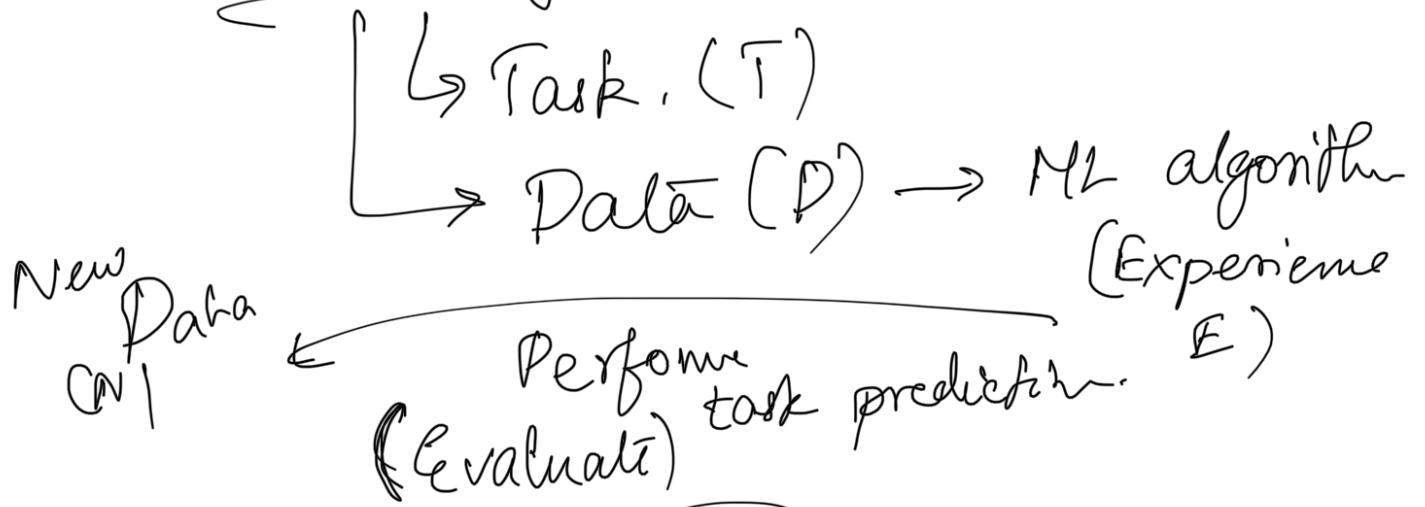 Task. (T)
Data (D) → ML algorithm
(Experience
E)
New
Data
(N)
Perform
task prediction.
(Evaluate)